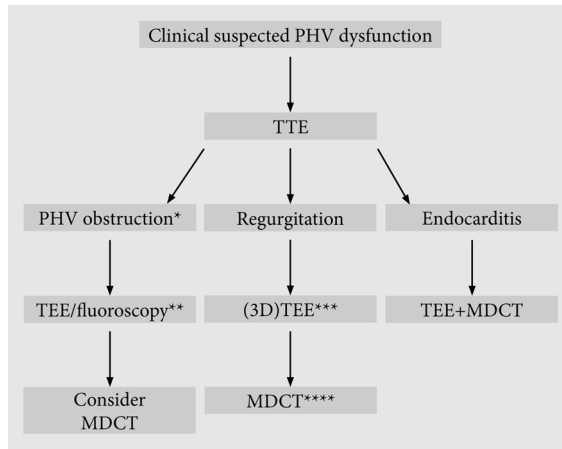 Clinical suspected PHV dysfunction
TTE
PHV obstruction*
Regurgitation
Endocarditis
TEE/fluoroscopy**
(3D)TEE***
TEE+MDCT
Consider
MDCT
MDCT****